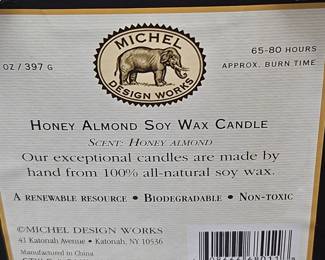 MICHEL
DESIGN WORKS
OZ / 397 G
65-80 HOURS
APPROX. BURN TIME
HONEY ALMOND SOY WAX CANDLE
SCENT: HONEY ALMOND
Our exceptional candles are made by
hand from 100% all-natural soy wax.
A RENEWABLE RESOURCE • BIODEGRADABLE • NON-TOXIC
©MICHEL DESIGN WORKS
41 Katonah Avenue • Katonah, NY 10536
Manufactured in China